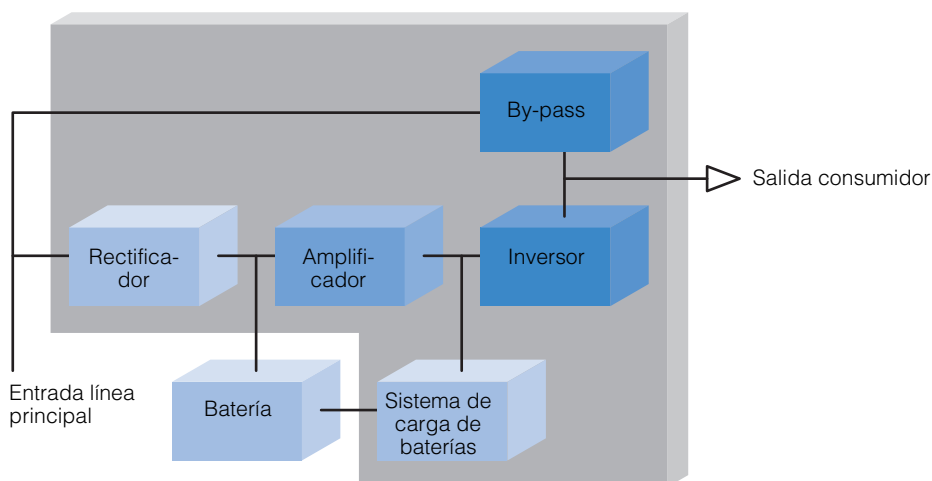 By-pass
Salida consumidor
Rectifica-
dor
Amplifi-
cador
Inversor
Entrada línea
principal
Batería
Sistema de
carga de
baterías